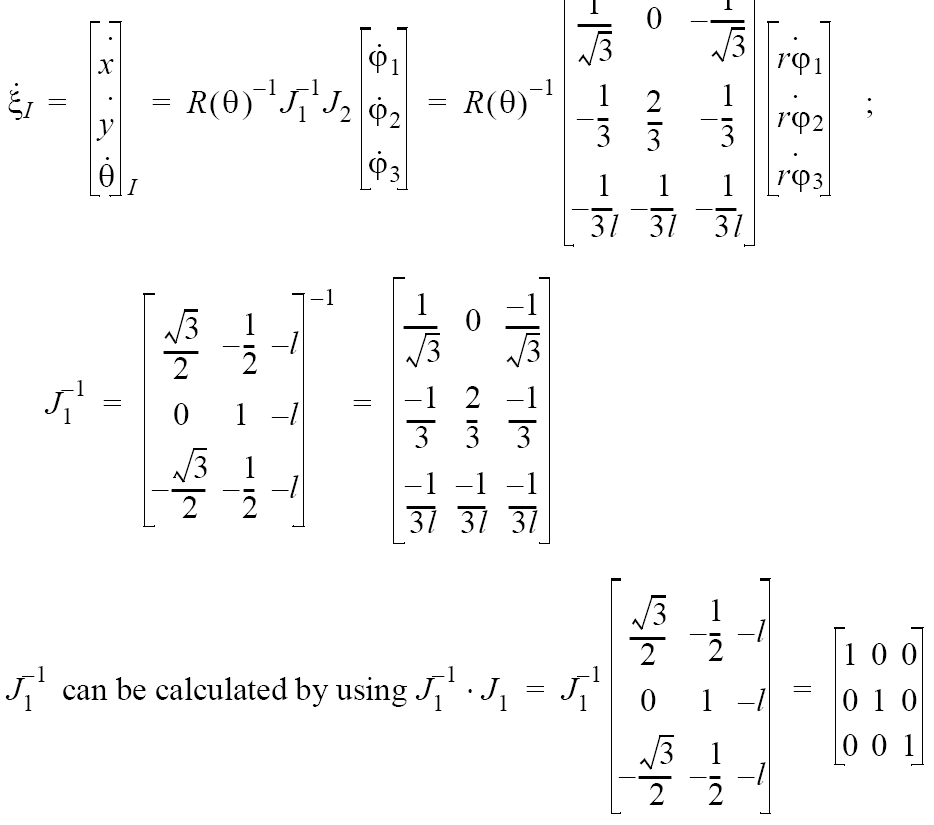 ξ̇_I = [ẋ; ẏ; θ̇]_I = R(θ)^{–1} J_1^{–1} J_2 [φ̇_1; φ̇_2; φ̇_3] = R(θ)^{–1} [1/√3 0 –1/√3; –1/3 2/3 –1/3; –1/3l –1/3l –1/3l] [rφ̇_1; rφ̇_2; rφ̇_3] ;
J_1^{–1} = [√3/2 –1/2 –l; 0 1 –l; –√3/2 –1/2 –l]^{–1} = [1/√3 0 –1/√3; –1/3 2/3 –1/3; –1/3l –1/3l –1/3l]
J_1^{–1} can be calculated by using J_1^{–1} · J_1 = J_1^{–1} [√3/2 –1/2 –l; 0 1 –l; –√3/2 –1/2 –l] = [1 0 0; 0 1 0; 0 0 1]